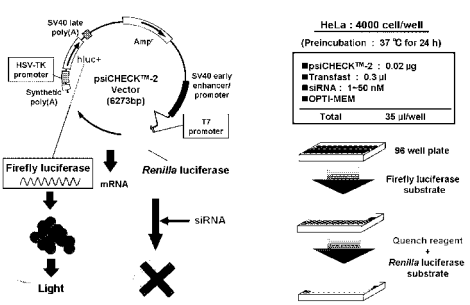 SV40 late
poly(A)
HSV-TK
promoter
hluc+
Synthetic
poly(A)
Ampr
psiCHECK™-2
Vector
(6273bp)
SV40 early
enhancer/
promoter
T7
promoter
Firefly luciferase
mRNA
Renilla luciferase
siRNA
Light
HeLa : 4000 cell/well
(Preincubation : 37 ℃ for 24 h)
■psiCHECK™-2 : 0.02 μg
■Transfast : 0.3 μl
■siRNA : 1~50 nM
■OPTI-MEM
Total 35 μl/well
96 well plate
Firefly luciferase
substrate
Quench reagent
+
Renilla luciferase
substrate